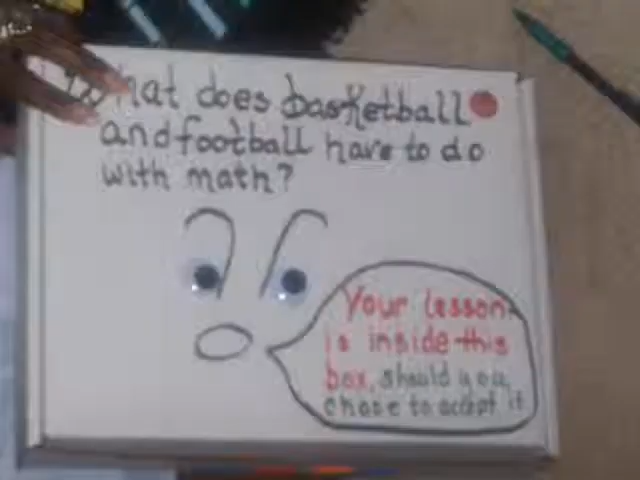 What does basketball
and football have to do
with math?
Your lesson
is inside this
box, should you
chose to accept it